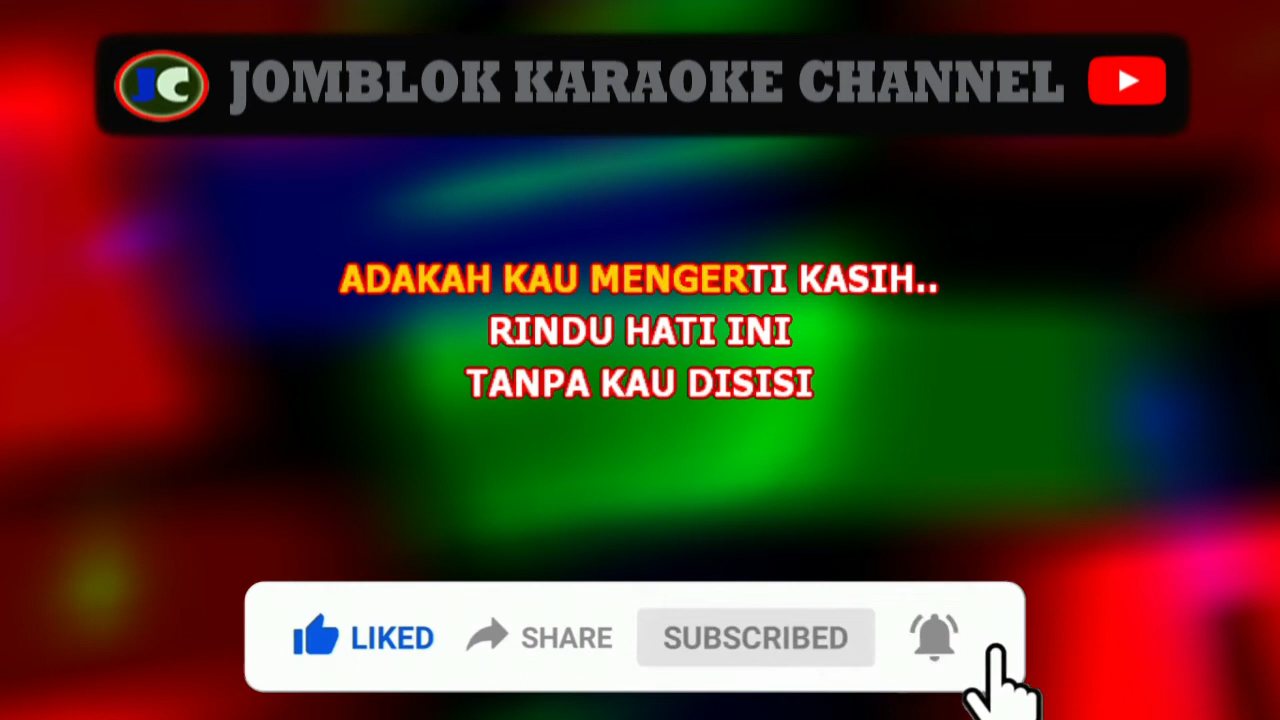 JC JOMBLOK KARAOKE CHANNEL
ADAKAH KAU MENGERTI KASIH..
RINDU HATI INI
TANPA KAU DISISI
LIKED SHARE SUBSCRIBED